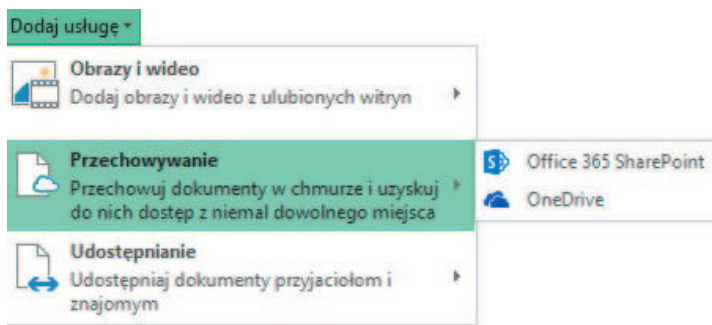 Dodaj usługę
Obrazy i wideo
Dodaj obrazy i wideo z ulubionych witryn
Przechowywanie
Przechowuj dokumenty w chmurze i uzyskuj
do nich dostęp z niemal dowolnego miejsca
Office 365 SharePoint
OneDrive
Udostępnianie
Udostępniaj dokumenty przyjaciołom i
znajomym